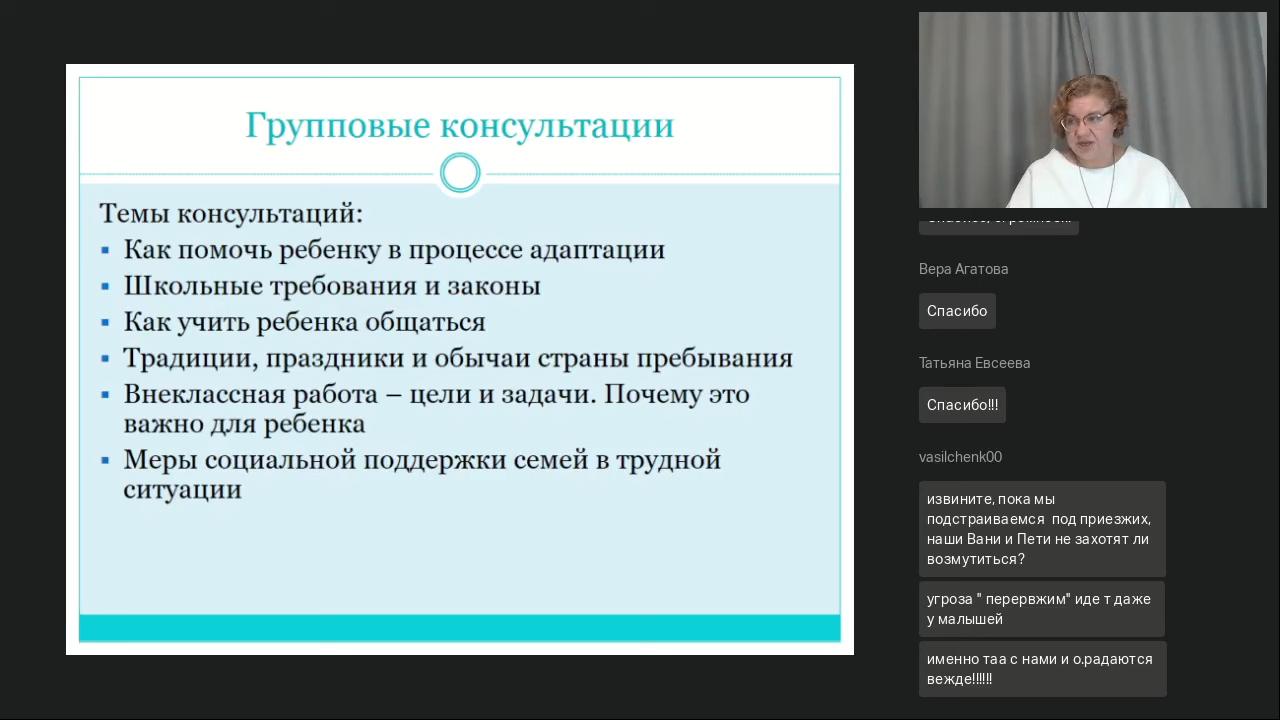 Групповые консультации
Темы консультаций:
Как помочь ребенку в процессе адаптации
Школьные требования и законы
Как учить ребенка общаться
Традиции, праздники и обычаи страны пребывания
Внеклассная работа – цели и задачи. Почему это
важно для ребенка
Меры социальной поддержки семей в трудной
ситуации
Вера Агатова
Спасибо
Татьяна Евсеева
Спасибо!!!
vasilchenk00
извините, пока мы
подстраиваемся под приезжих,
наши Вани и Пети не захотят ли
возмутиться?
угроза " перервжим" иде т даже
у малышей
именно таа с нами и о.радаются
вежде!!!!!!